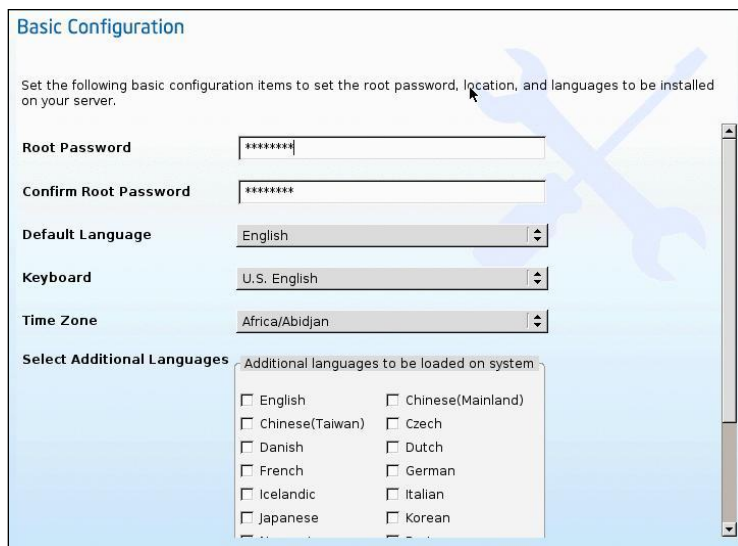 Basic Configuration
Set the following basic configuration items to set the root password, location, and languages to be installed
on your server.
Root Password ********
Confirm Root Password ********
Default Language English
Keyboard U.S. English
Time Zone Africa/Abidjan
Select Additional Languages Additional languages to be loaded on system
English Chinese(Mainland)
Chinese(Taiwan) Czech
Danish Dutch
French German
Icelandic Italian
Japanese Korean